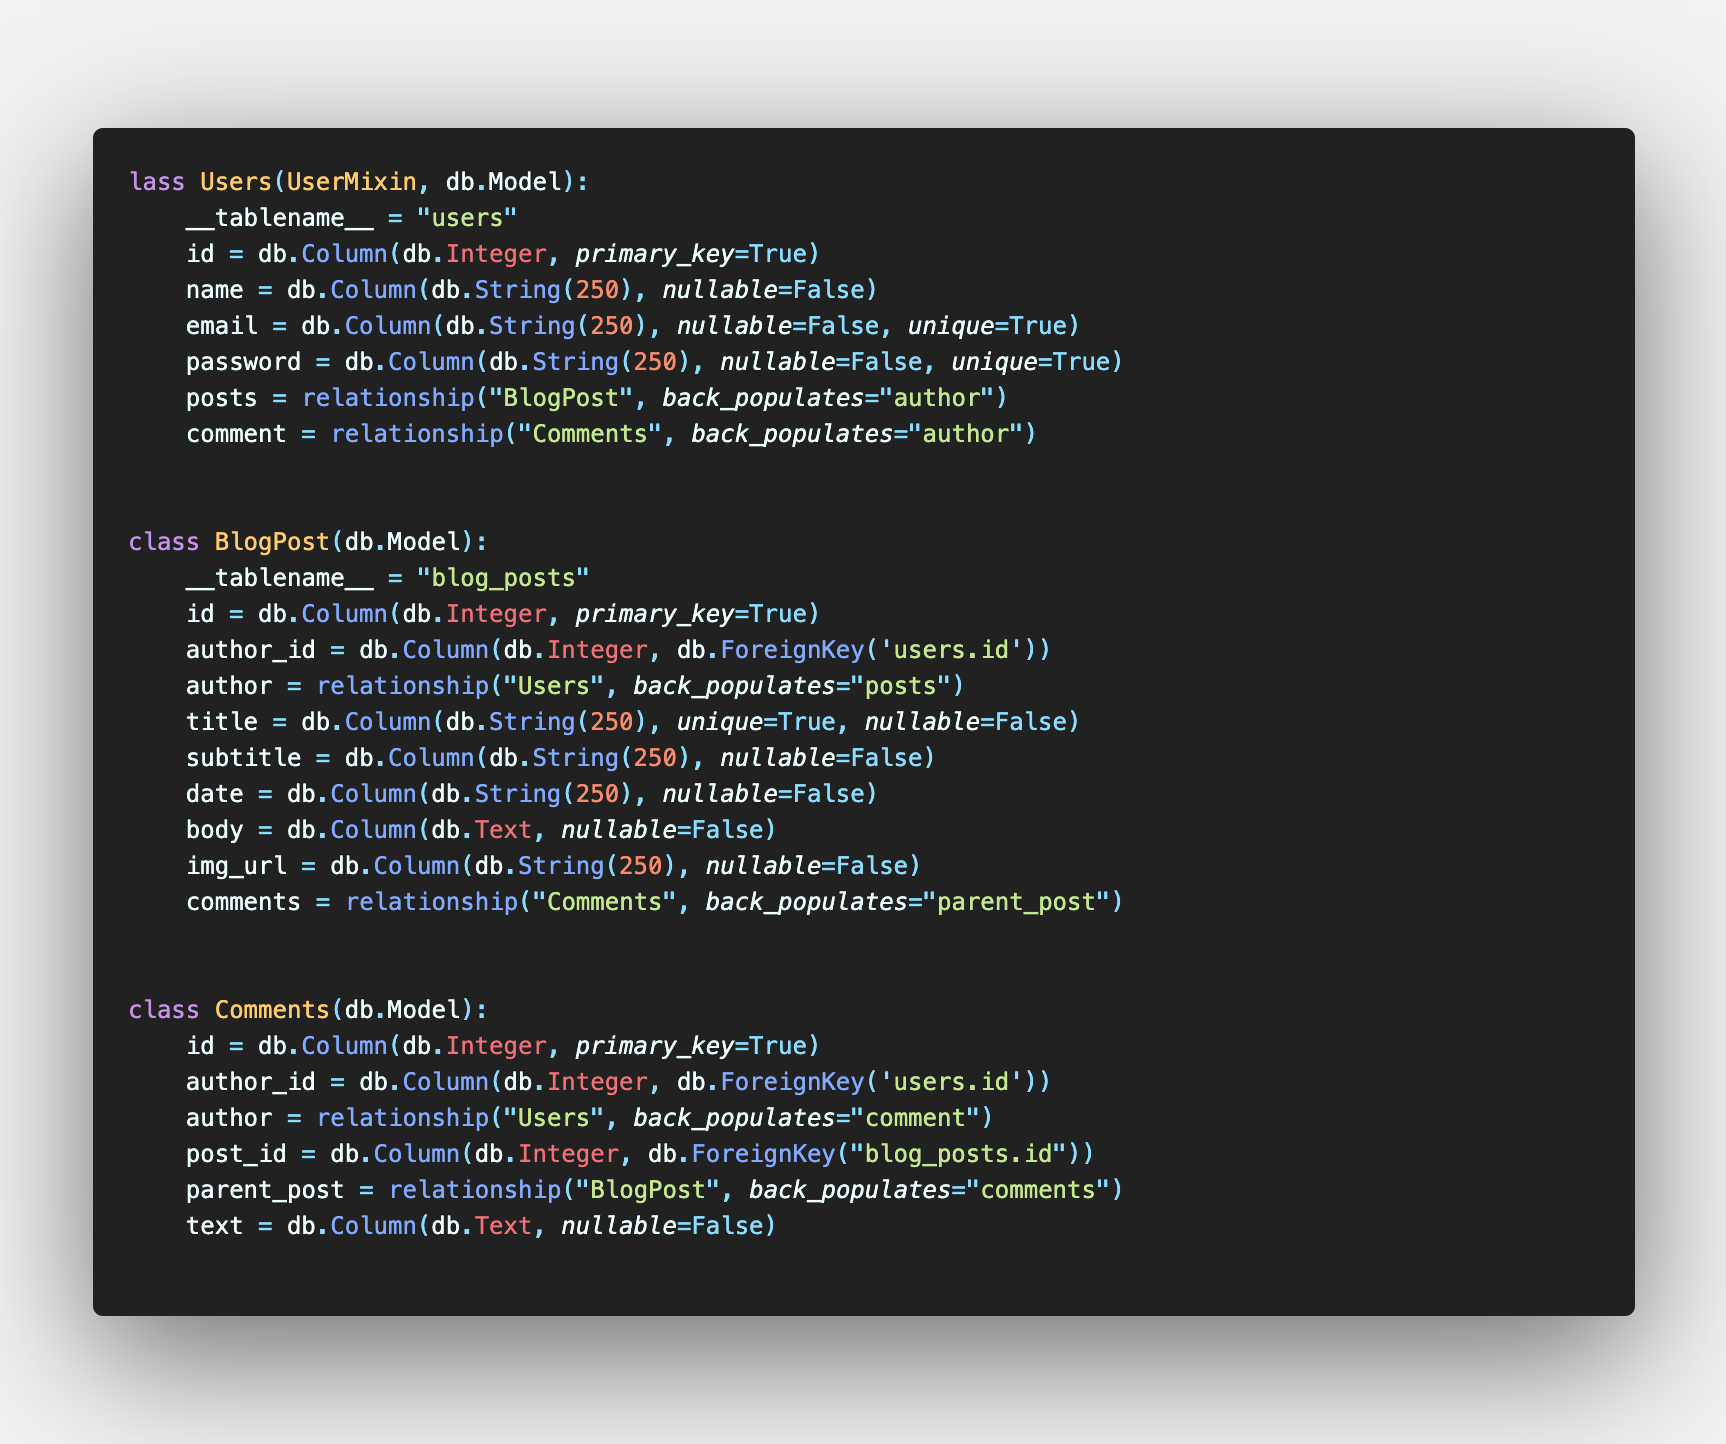 lass Users(UserMixin, db.Model):
    __tablename__ = "users"
    id = db.Column(db.Integer, primary_key=True)
    name = db.Column(db.String(250), nullable=False)
    email = db.Column(db.String(250), nullable=False, unique=True)
    password = db.Column(db.String(250), nullable=False, unique=True)
    posts = relationship("BlogPost", back_populates="author")
    comment = relationship("Comments", back_populates="author")
class BlogPost(db.Model):
    __tablename__ = "blog_posts"
    id = db.Column(db.Integer, primary_key=True)
    author_id = db.Column(db.Integer, db.ForeignKey('users.id'))
    author = relationship("Users", back_populates="posts")
    title = db.Column(db.String(250), unique=True, nullable=False)
    subtitle = db.Column(db.String(250), nullable=False)
    date = db.Column(db.String(250), nullable=False)
    body = db.Column(db.Text, nullable=False)
    img_url = db.Column(db.String(250), nullable=False)
    comments = relationship("Comments", back_populates="parent_post")
class Comments(db.Model):
    id = db.Column(db.Integer, primary_key=True)
    author_id = db.Column(db.Integer, db.ForeignKey('users.id'))
    author = relationship("Users", back_populates="comment")
    post_id = db.Column(db.Integer, db.ForeignKey("blog_posts.id"))
    parent_post = relationship("BlogPost", back_populates="comments")
    text = db.Column(db.Text, nullable=False)